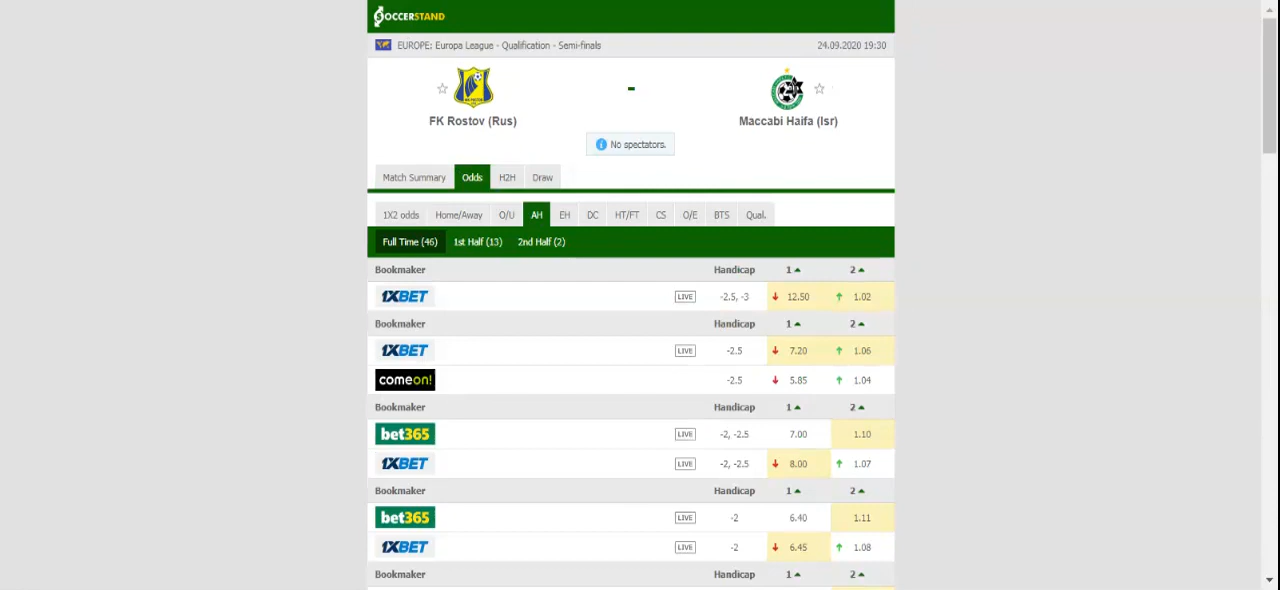 SOCCERSTAND
EUROPE: Europa League - Qualification - Semi-finals 24.09.2020 19:30
-
FK Rostov (Rus) Maccabi Haifa (Isr)
No spectators.
Match Summary Odds H2H Draw
1X2 odds Home/Away O/U AH EH DC HT/FT CS O/E BTS Qual.
Full Time (46) 1st Half (13) 2nd Half (2)
Bookmaker Handicap 1 2
1XBET LIVE -2.5, -3 12.50 1.02
Bookmaker Handicap 1 2
1XBET LIVE -2.5 7.20 1.06
comeon! -2.5 5.85 1.04
Bookmaker Handicap 1 2
bet365 LIVE -2, -2.5 7.00 1.10
1XBET LIVE -2, -2.5 8.00 1.07
Bookmaker Handicap 1 2
bet365 LIVE -2 6.40 1.11
1XBET LIVE -2 6.45 1.08
Bookmaker Handicap 1 2